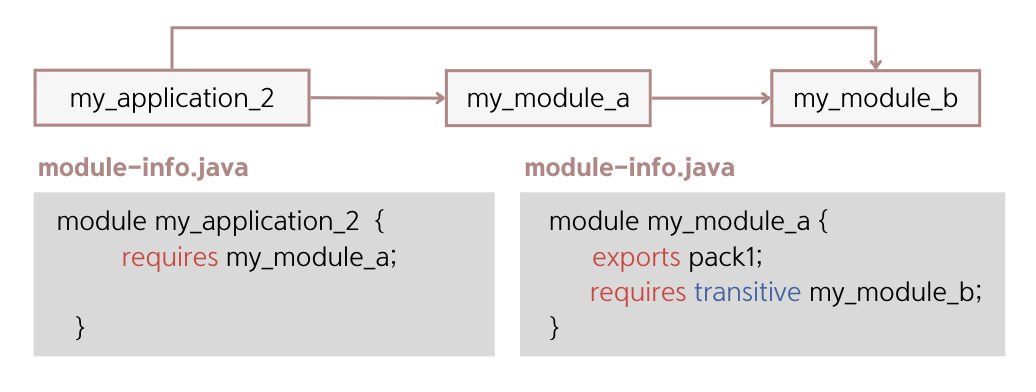 my_application_2
my_module_a
my_module_b
module-info.java
module my_application_2 {
requires my_module_a;
}
module-info.java
module my_module_a {
exports pack1;
requires transitive my_module_b;
}